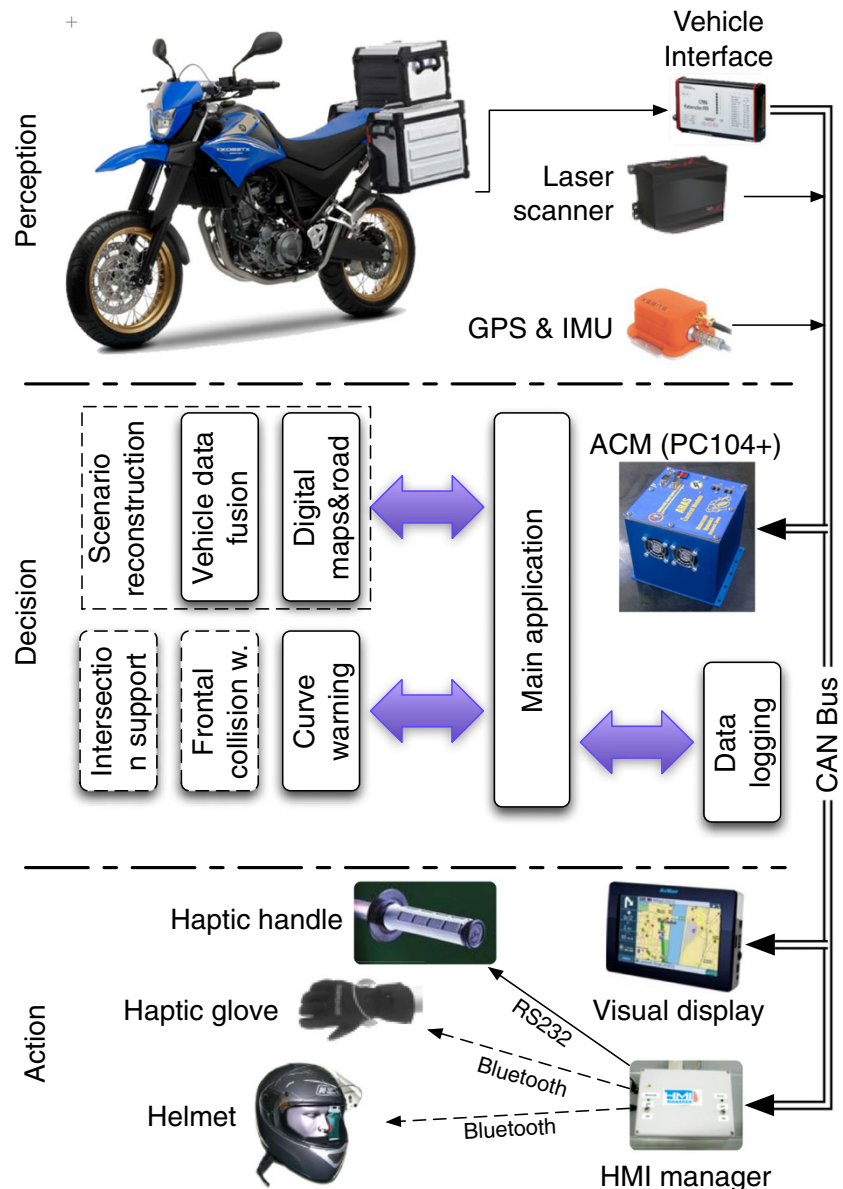 Vehicle
Interface
Perception
Laser
scanner
GPS & IMU
Decision
Scenario
reconstruction
Vehicle data
fusion
Digital
maps&road
Main application
ACM (PC104+)
ARAS
Intersectio
n support
Frontal
collision w.
Curve
warning
Data
logging
CAN Bus
Action
Haptic handle
Haptic glove
Helmet
RS232
Bluetooth
Bluetooth
Visual display
HMI
HMI manager